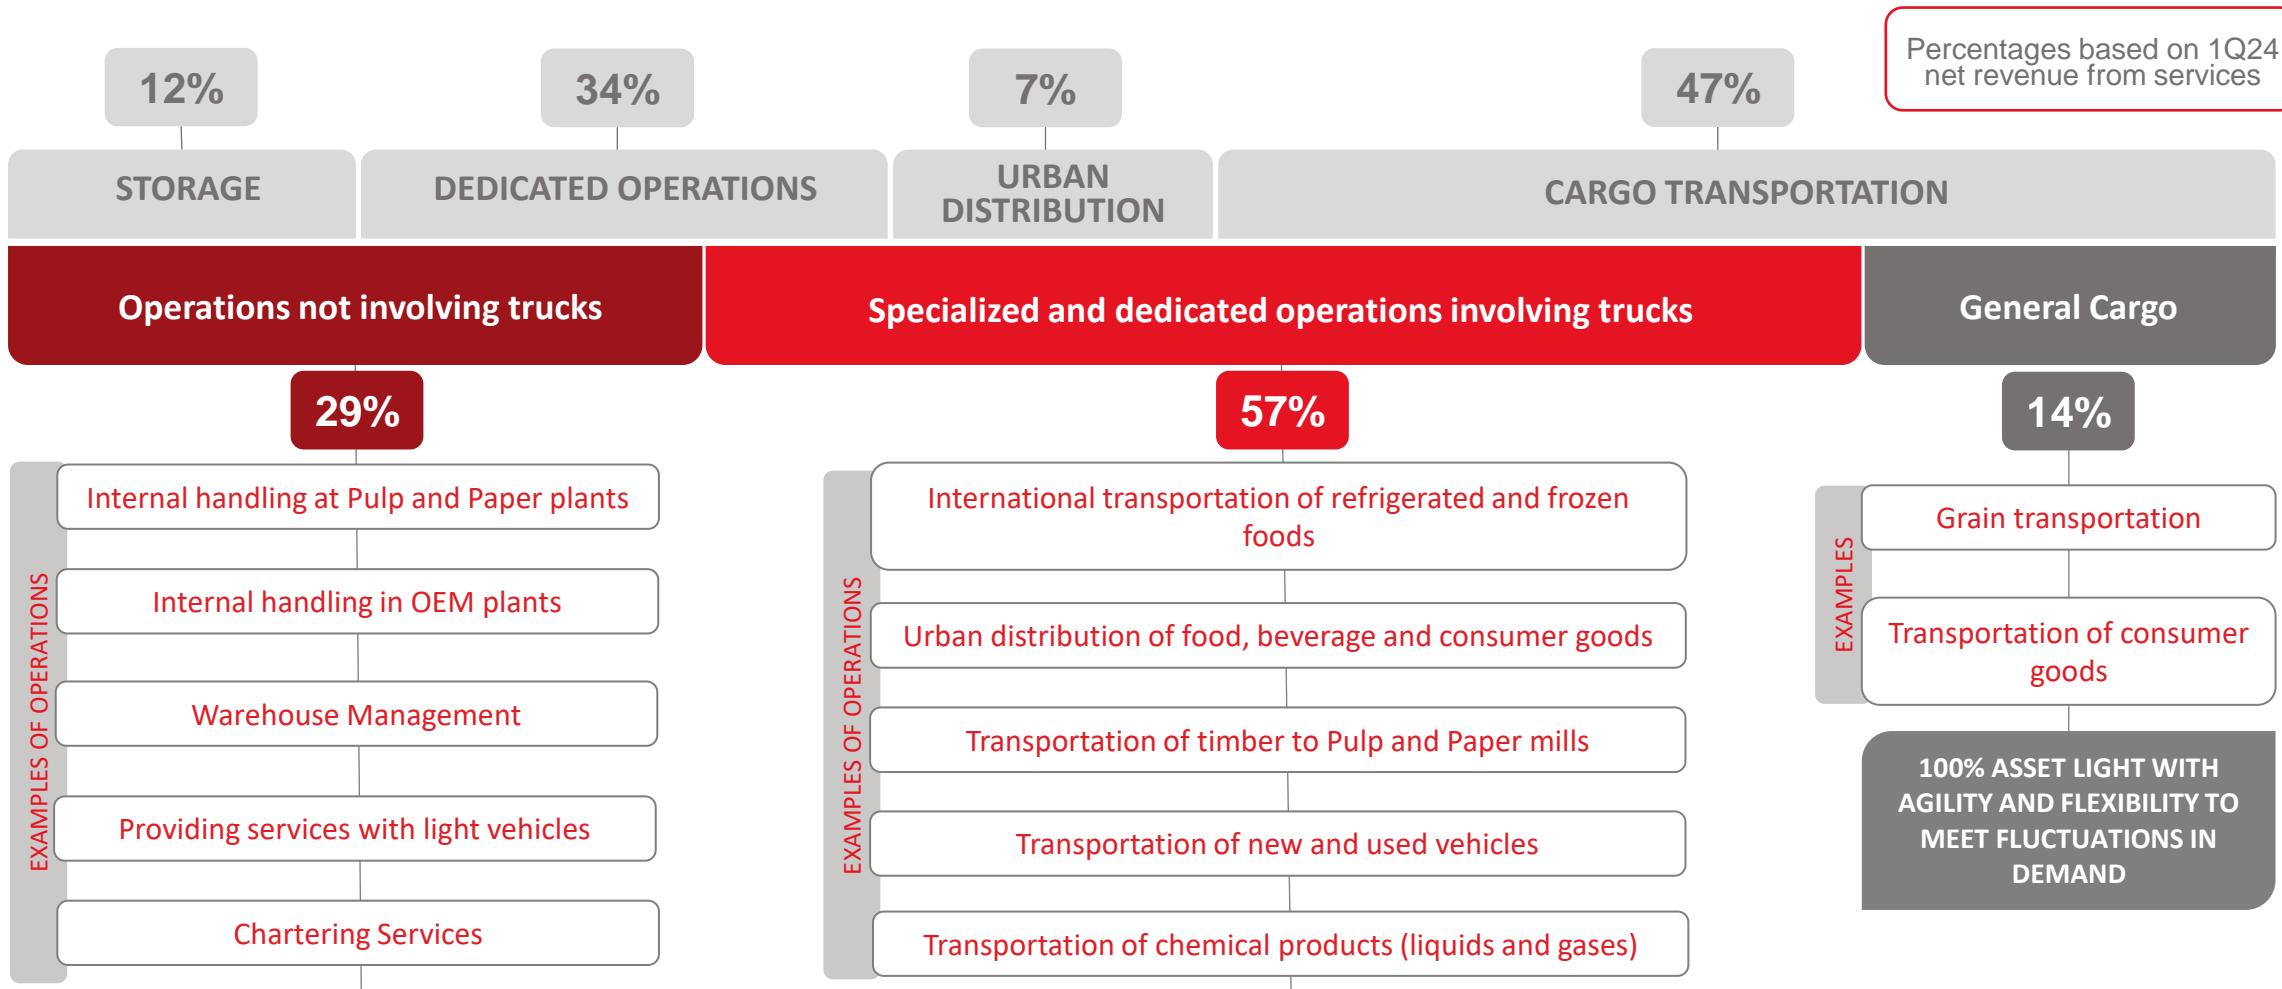 Percentages based on 1Q24
net revenue from services
12%
34%
7%
47%
STORAGE
DEDICATED OPERATIONS
URBAN
DISTRIBUTION
CARGO TRANSPORTATION
Operations not involving trucks
Specialized and dedicated operations involving trucks
General Cargo
29%
57%
14%
EXAMPLES OF OPERATIONS
Internal handling at Pulp and Paper plants
Internal handling in OEM plants
Warehouse Management
Providing services with light vehicles
Chartering Services
EXAMPLES OF OPERATIONS
International transportation of refrigerated and frozen
foods
Urban distribution of food, beverage and consumer goods
Transportation of timber to Pulp and Paper mills
Transportation of new and used vehicles
Transportation of chemical products (liquids and gases)
EXAMPLES
Grain transportation
Transportation of consumer
goods
100% ASSET LIGHT WITH
AGILITY AND FLEXIBILITY TO
MEET FLUCTUATIONS IN
DEMAND